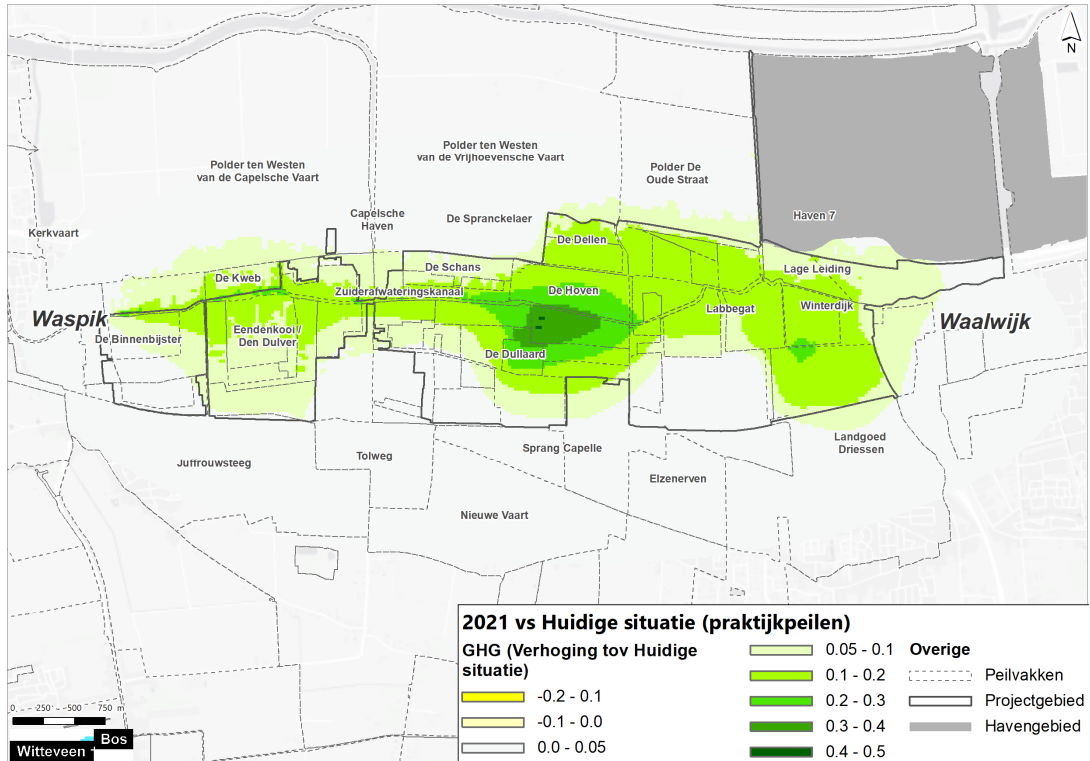 N
Polder ten Westen
van de Vrijhoevensche Vaart
Polder ten Westen
van de Capelsche Vaart
Polder De
Oude Straat
Capelsche
Haven
De Spranckelaer
Haven 7
Kerkvaart
De Dellen
De Schans
Lage Leiding
De Kweb
Zuiderafwateringskanaal
De Hoven
Winterdijk
Labbegat
Waspik
Waalwijk
De Binnenbijster
Eendenkooi /
Den Dulver
De Dullaard
Sprang Capelle
Landgoed
Driessen
Juffrouwsteeg
Tolweg
Elzenerven
Nieuwe Vaart
2021 vs Huidige situatie (praktijkpeilen)
GHG (Verhoging tov Huidige
situatie)
-0.2 - 0.1
-0.1 - 0.0
0.0 - 0.05
0.05 - 0.1
0.1 - 0.2
0.2 - 0.3
0.3 - 0.4
0.4 - 0.5
Overige
Peilvakken
Projectgebied
Havengebied
0 250 500 750 m
Witteveen + Bos